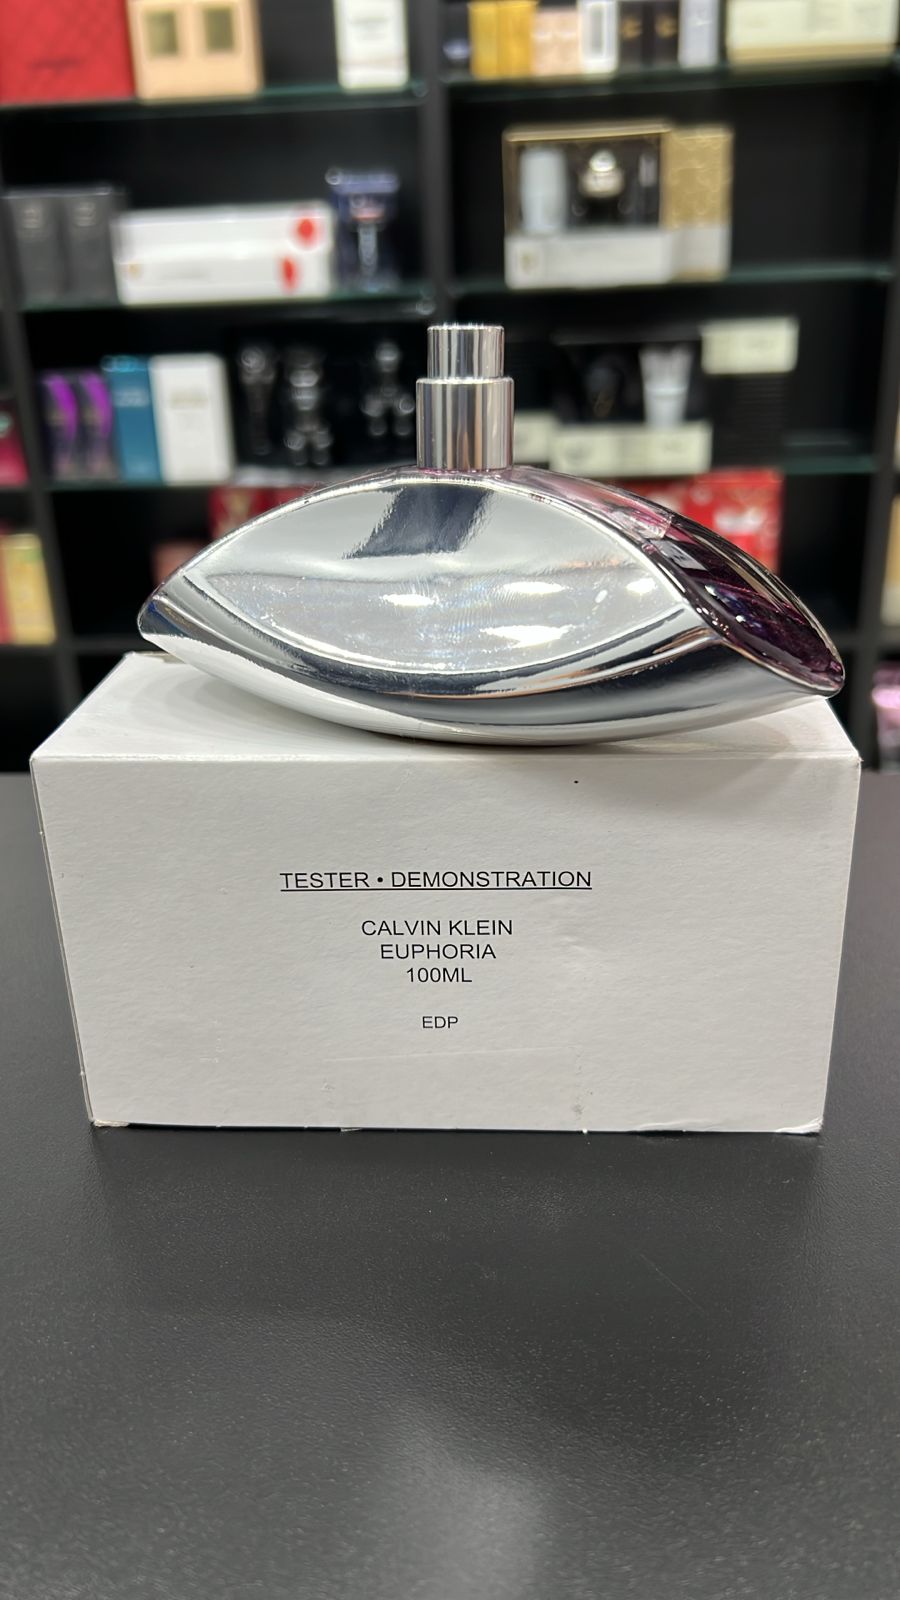 TESTER • DEMONSTRATION
CALVIN KLEIN
EUPHORIA
100ML
EDP